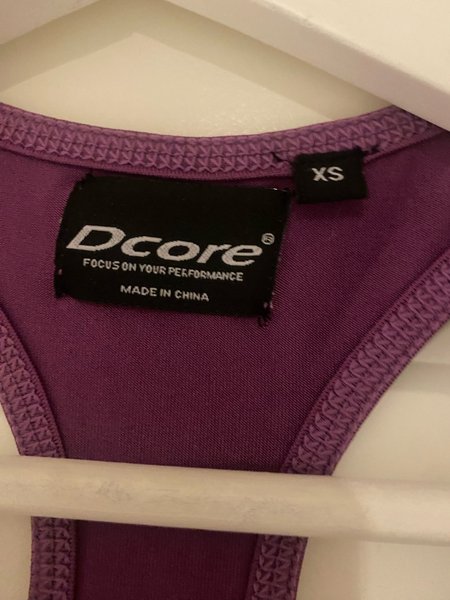 XS
Dcore®
FOCUS ON YOUR PERFORMANCE
MADE IN CHINA